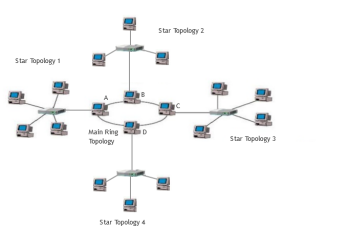 Star Topology 2
Star Topology 1
A
B
C
D
Main Ring
Topology
Star Topology 3
Star Topology 4